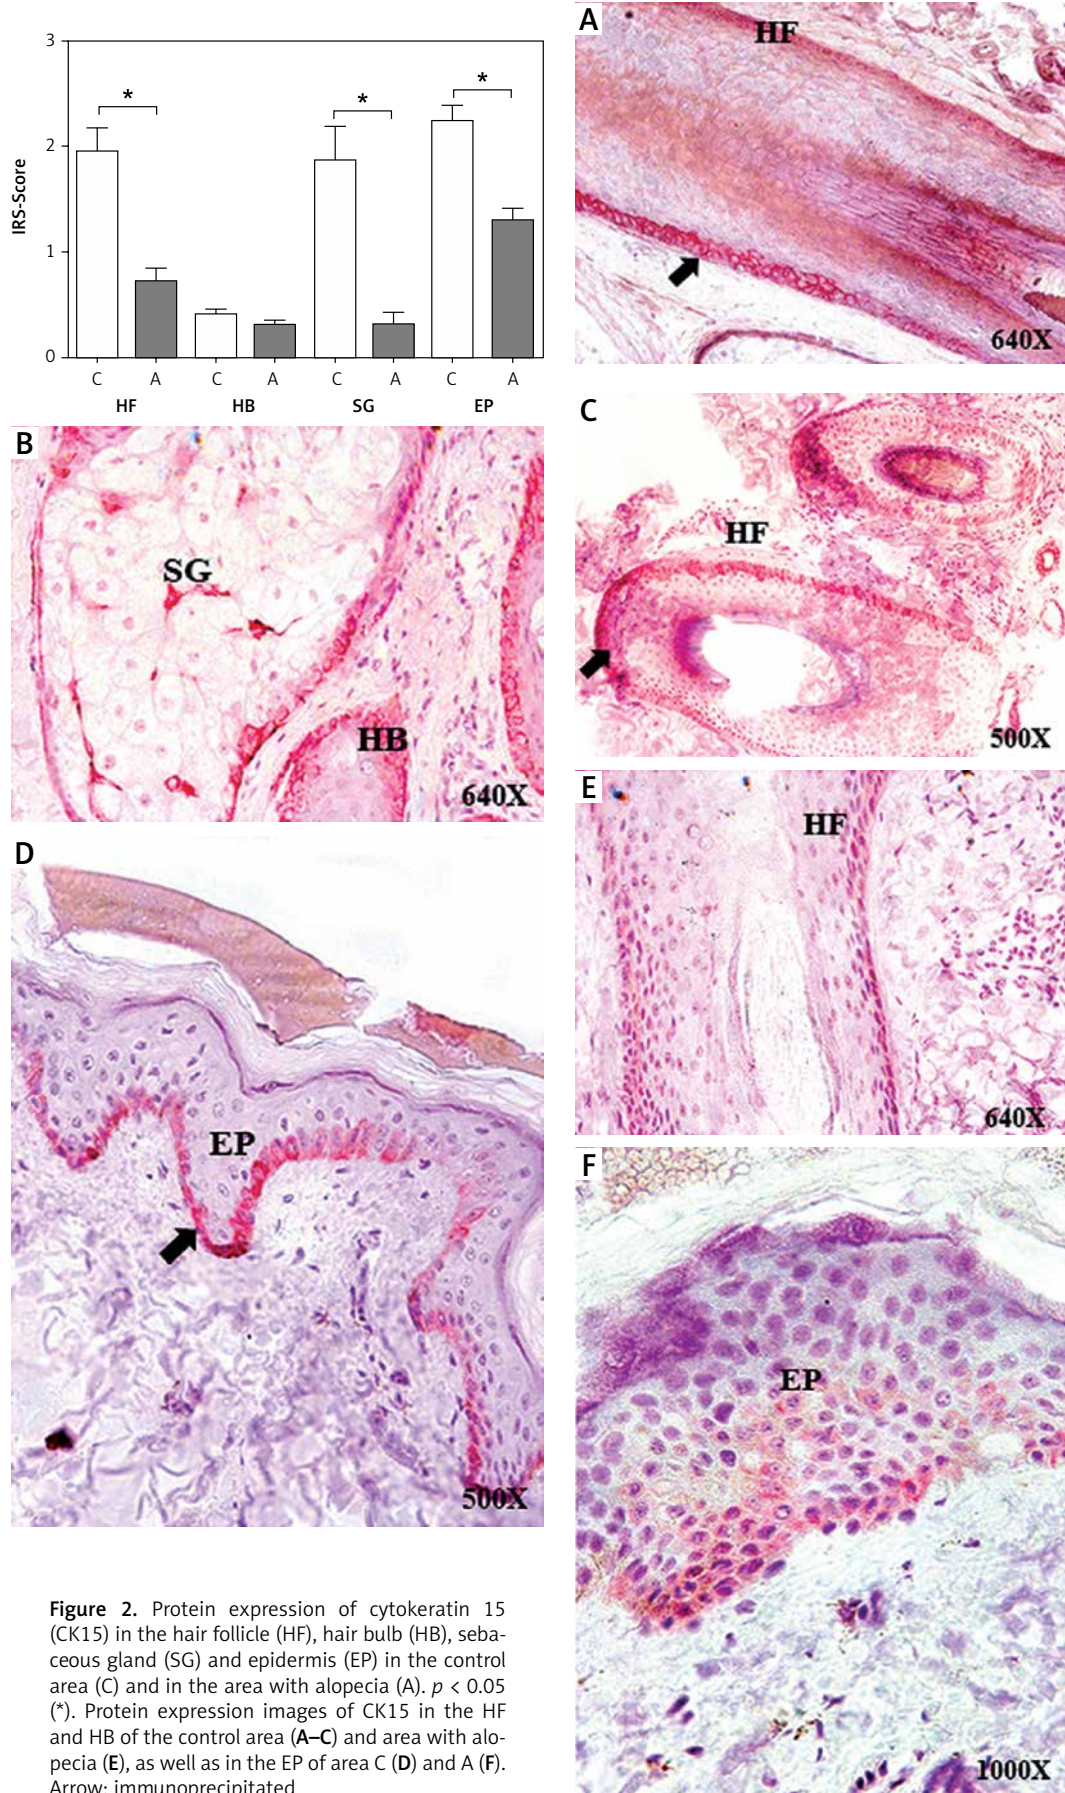 3
2
1
0
IRS-Score
* * *
C A C A C A C A
HF HB SG EP
A
HF
640X
B
SG
HB
640X
C
HF
500X
D
EP
500X
E
HF
640X
F
EP
1000X
Figure 2. Protein expression of cytokeratin 15
(CK15) in the hair follicle (HF), hair bulb (HB), seba-
ceous gland (SG) and epidermis (EP) in the control
area (C) and in the area with alopecia (A). p < 0.05
(*). Protein expression images of CK15 in the HF
and HB of the control area (A–C) and area with alo-
pecia (E), as well as in the EP of area C (D) and A (F).
Arrow: immunoprecipitated